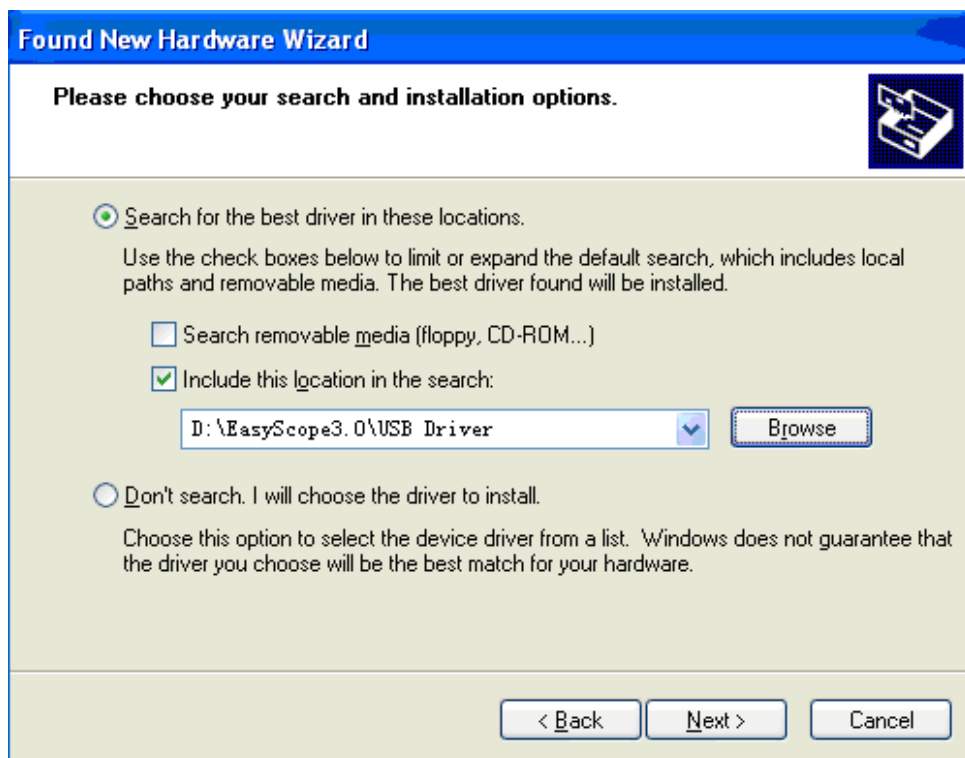 Found New Hardware Wizard
Please choose your search and installation options.
Search for the best driver in these locations.
Use the check boxes below to limit or expand the default search, which includes local
paths and removable media. The best driver found will be installed.
Search removable media (floppy, CD-ROM...)
Include this location in the search:
D:\EasyScope3.0\USB Driver
Browse
Don't search. I will choose the driver to install.
Choose this option to select the device driver from a list. Windows does not guarantee that
the driver you choose will be the best match for your hardware.
< Back Next > Cancel